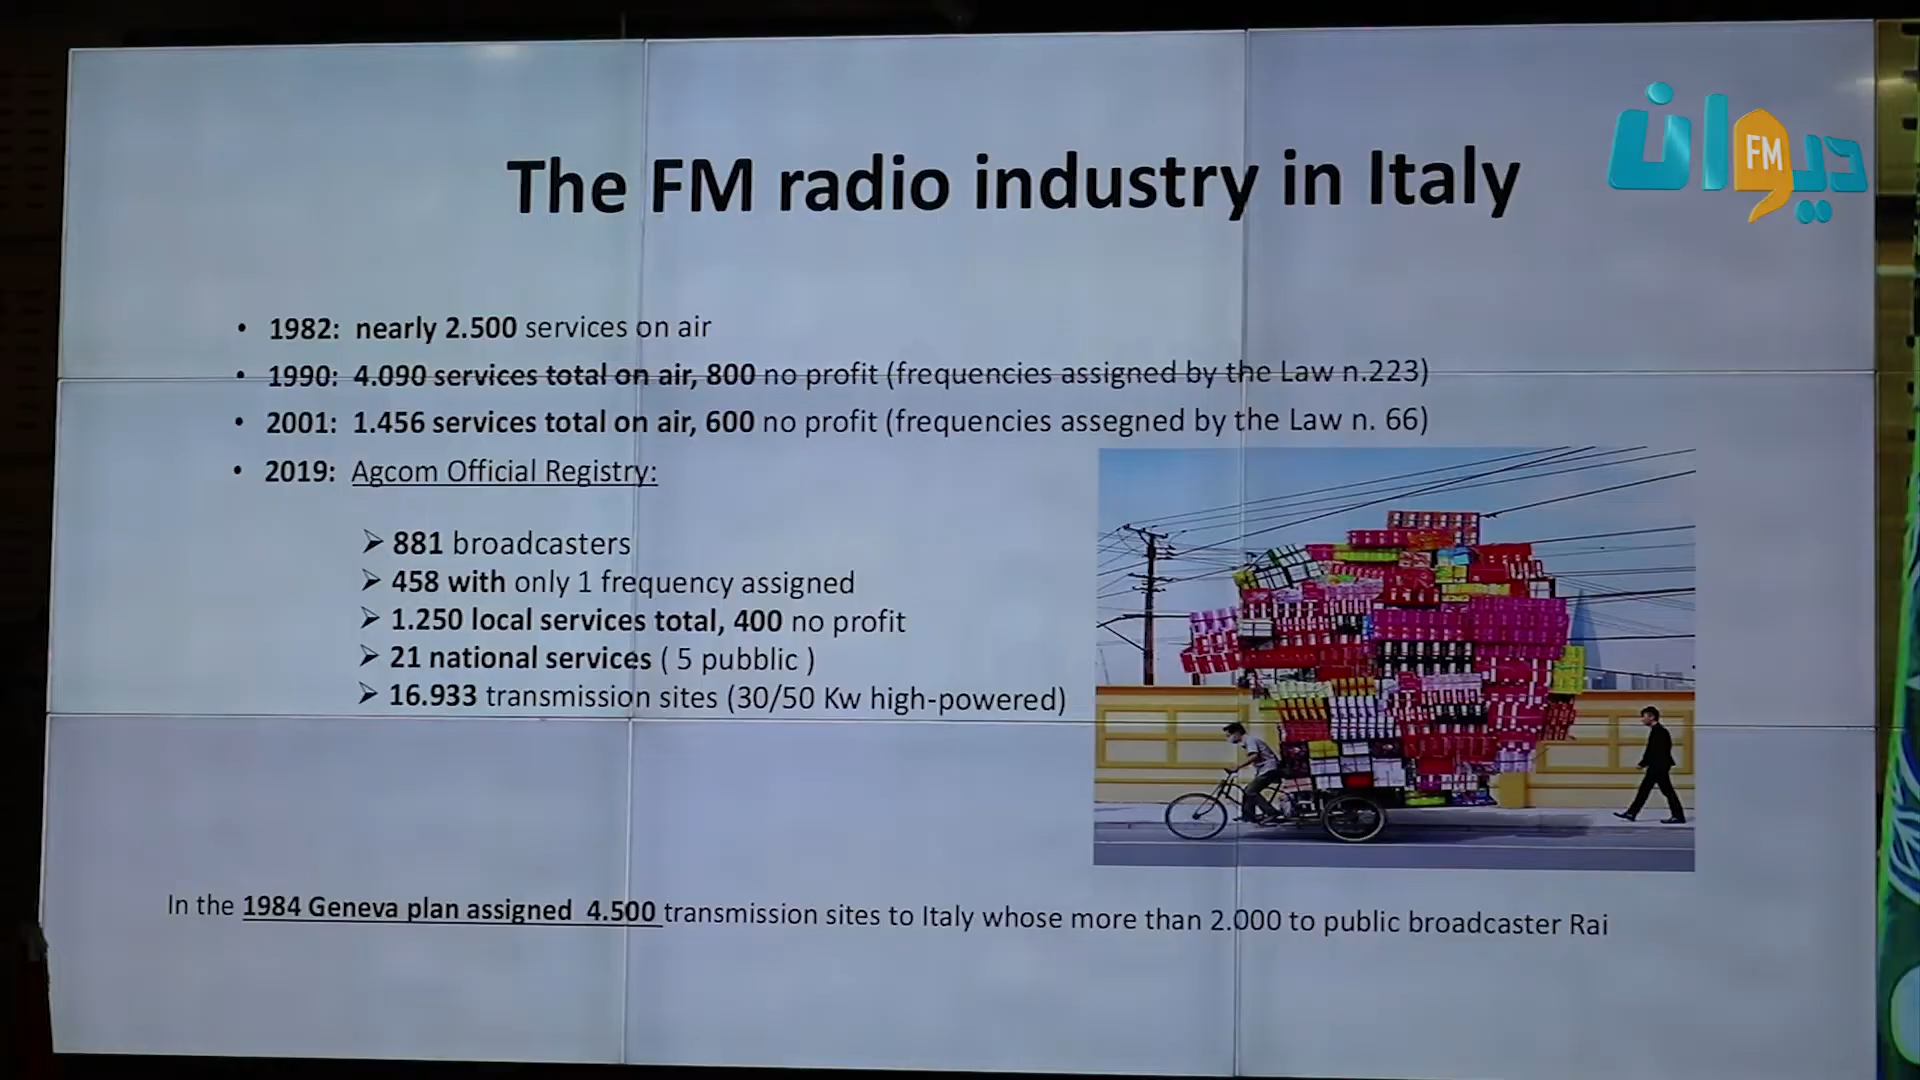 ديوان
FM
The FM radio industry in Italy
• 1982: nearly 2.500 services on air
• 1990: 4.090 services total on air, 800 no profit (frequencies assigned by the Law n.223)
• 2001: 1.456 services total on air, 600 no profit (frequencies assegned by the Law n. 66)
• 2019: Agcom Official Registry:
➢ 881 broadcasters
➢ 458 with only 1 frequency assigned
➢ 1.250 local services total, 400 no profit
➢ 21 national services ( 5 pubblic )
➢ 16.933 transmission sites (30/50 Kw high-powered)
In the 1984 Geneva plan assigned 4.500 transmission sites to Italy whose more than 2.000 to public broadcaster Rai